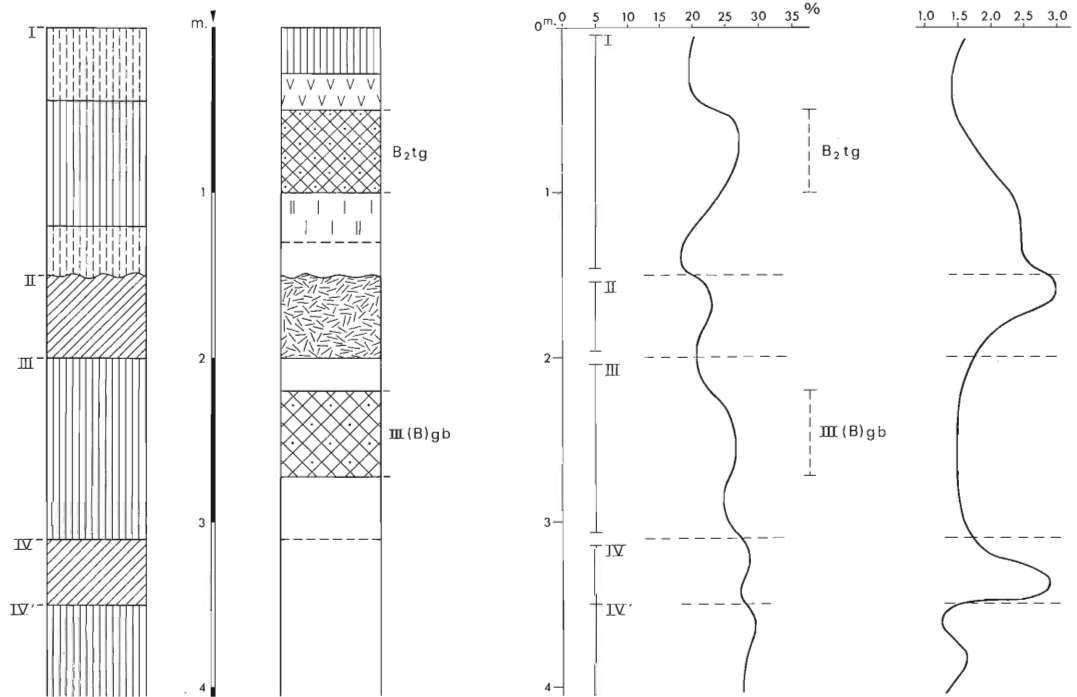 m.
I
II
III
IV
IV'
1
2
3
4
B₂tg
III(B)gb
%
0 5 10 15 20 25 30 35
0m.
1
2
3
4
I
II
III
IV
IV'
B₂tg
III(B)gb
1.0 1.5 2.0 2.5 3.0